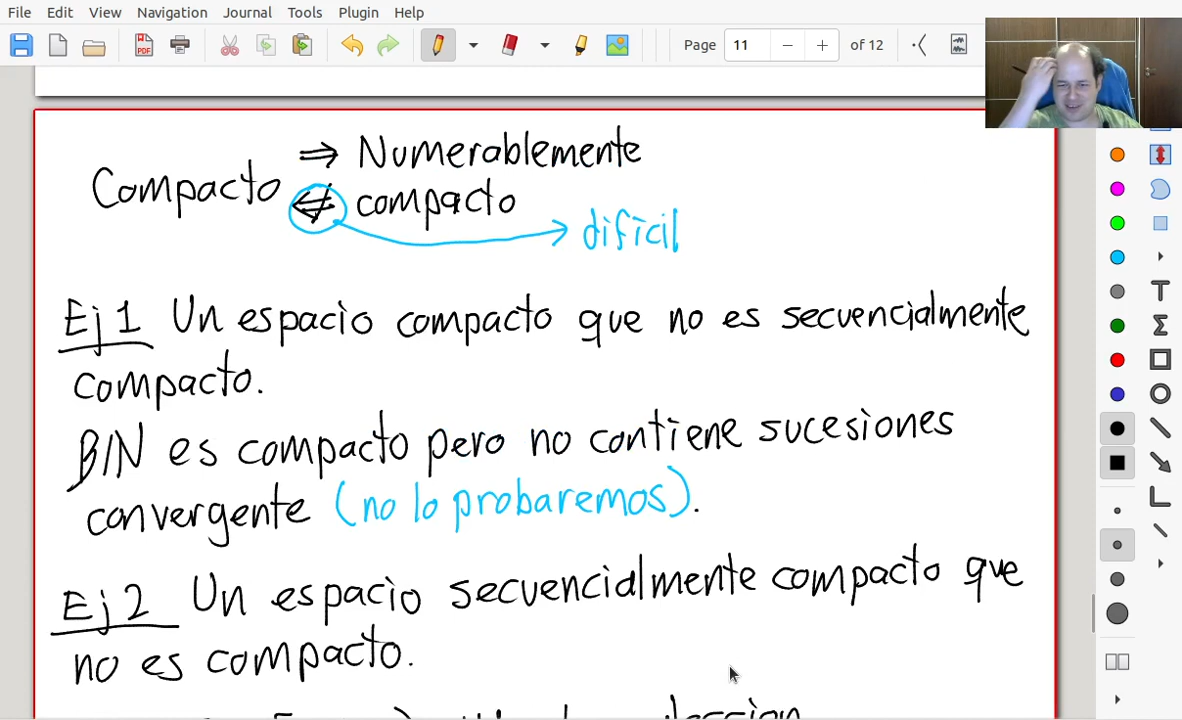 File Edit View Navigation Journal Tools Plugin Help
Page 11 of 12
⇒ Numerablemente
Compacto
⇍ compacto
difícil
Ej 1 Un espacio compacto que no es secuencialmente
compacto.
βℕ es compacto pero no contiene sucesiones
convergente (no lo probaremos).
Ej 2 Un espacio secuencialmente compacto que
no es compacto.